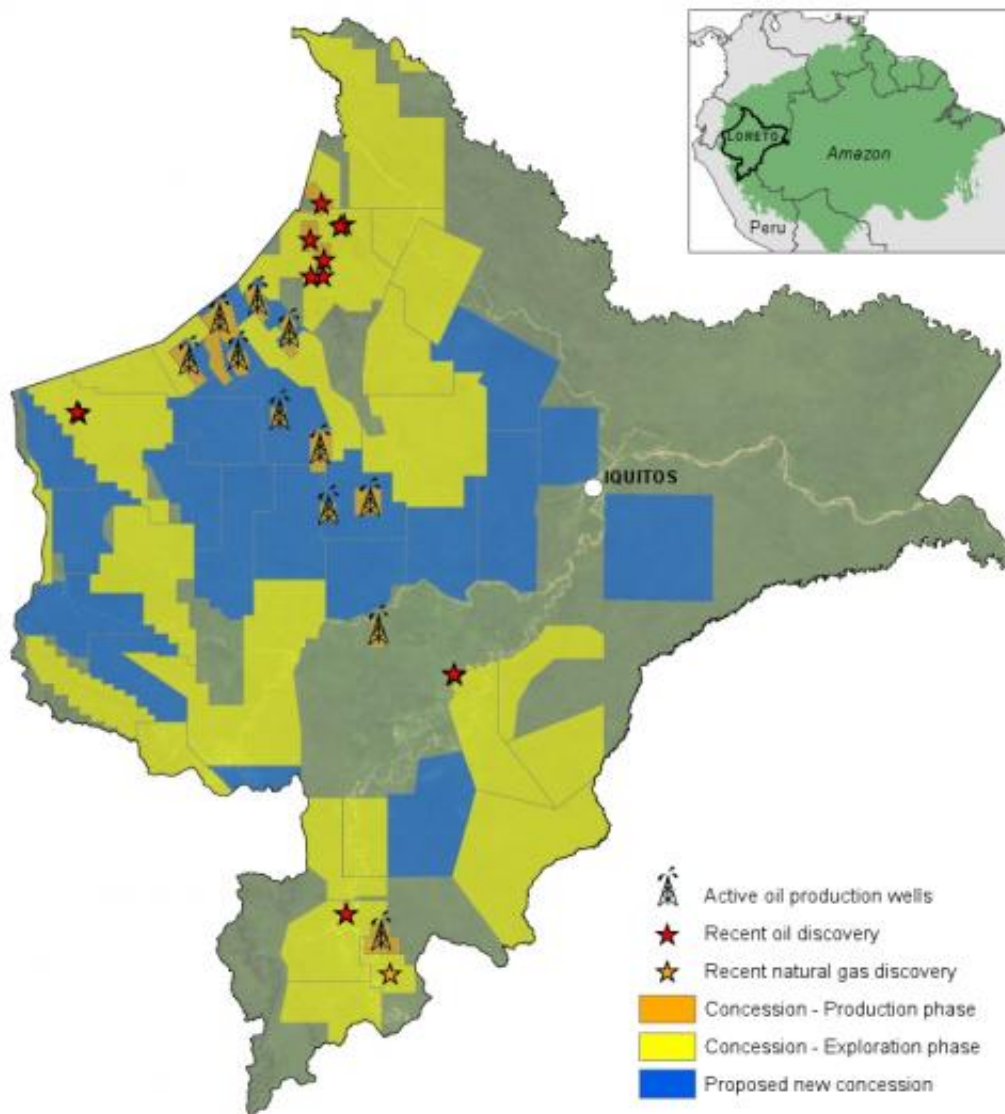 LORETO
Amazon
Peru
IQUITOS
Active oil production wells
Recent oil discovery
Recent natural gas discovery
Concession - Production phase
Concession - Exploration phase
Proposed new concession